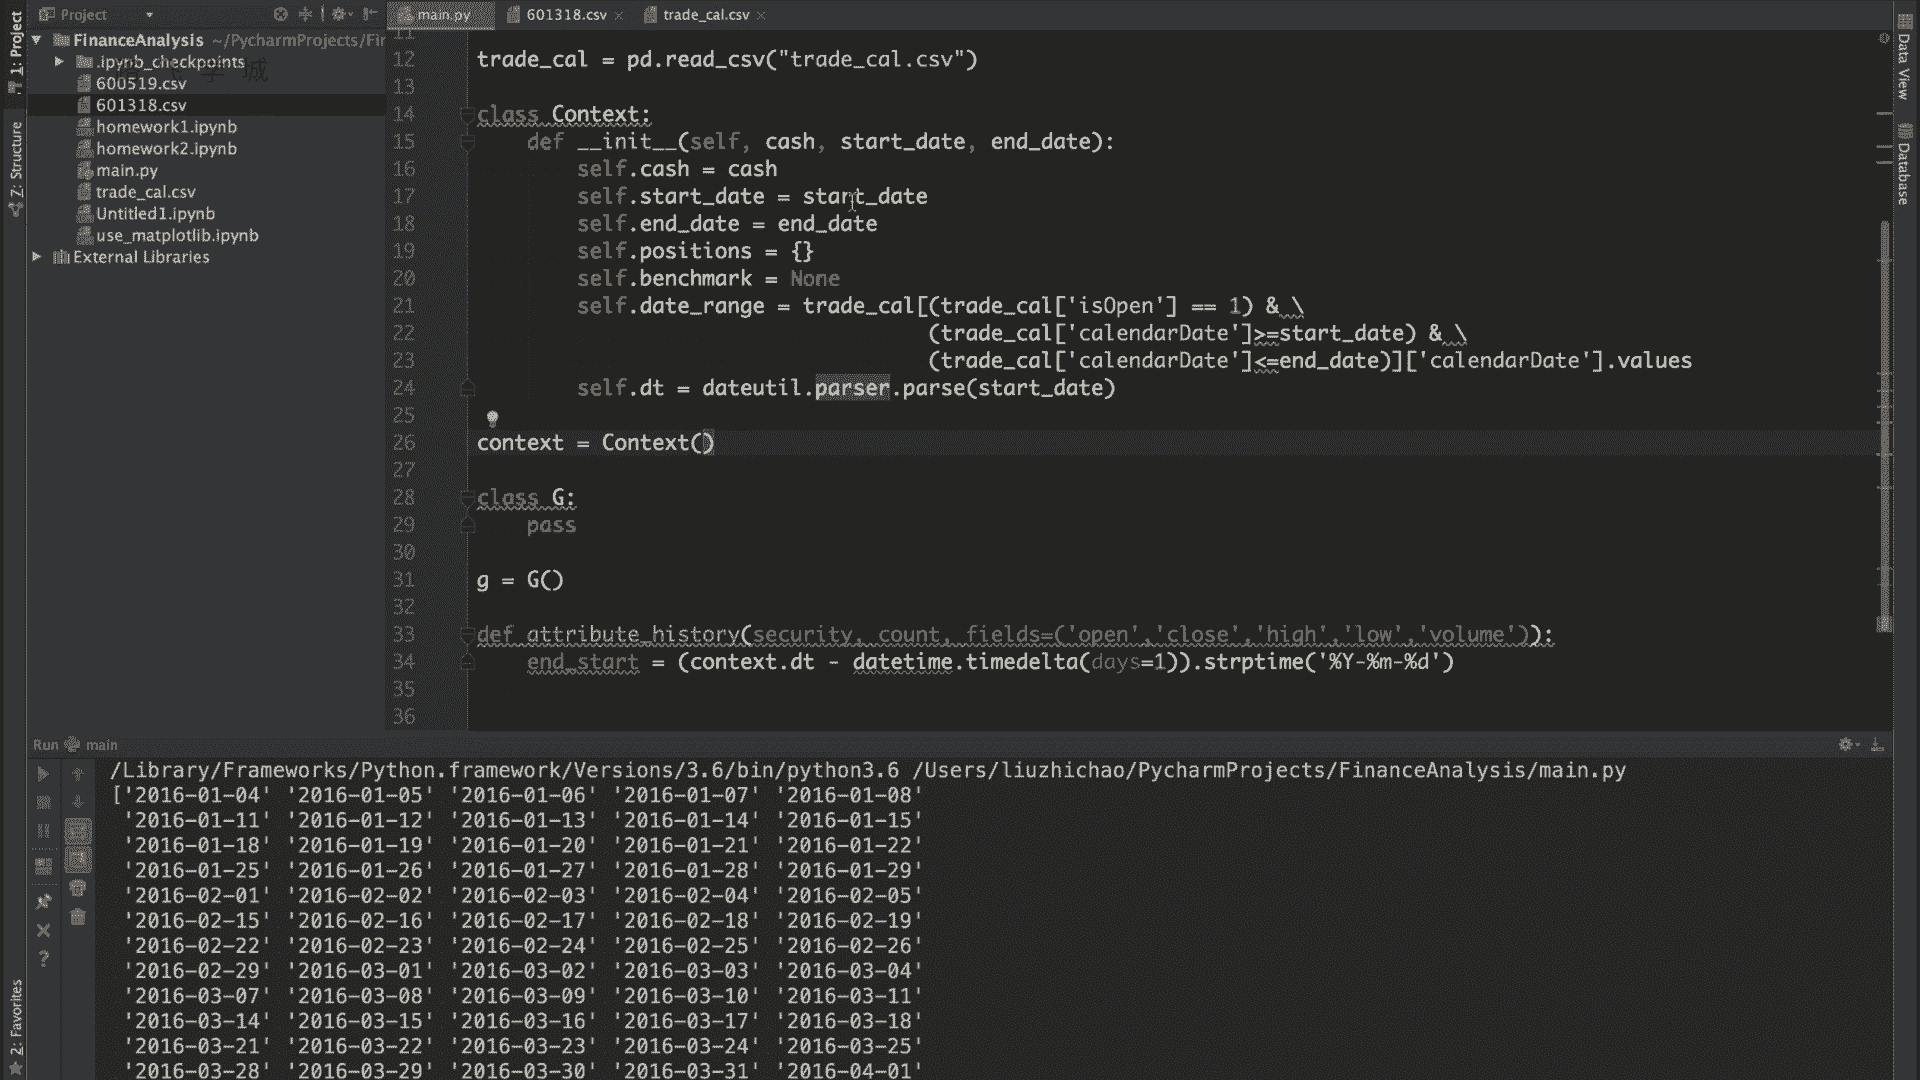 Project
main.py
601318.csv
trade_cal.csv
1: Project
FinanceAnalysis ~/PycharmProjects/Fir
.ipynb_checkpoints
600519.csv
601318.csv
homework1.ipynb
homework2.ipynb
main.py
trade_cal.csv
Untitled1.ipynb
use_matplotlib.ipynb
External Libraries
Z: Structure
2: Favorites
Data View
Database
11
12 trade_cal = pd.read_csv("trade_cal.csv")
13
14 class Context:
15 def __init__(self, cash, start_date, end_date):
16 self.cash = cash
17 self.start_date = start_date
18 self.end_date = end_date
19 self.positions = {}
20 self.benchmark = None
21 self.date_range = trade_cal[(trade_cal['isOpen'] == 1) & \
22 (trade_cal['calendarDate']>=start_date) & \
23 (trade_cal['calendarDate']<=end_date)]['calendarDate'].values
24 self.dt = dateutil.parser.parse(start_date)
25
26 context = Context()
27
28 class G:
29 pass
30
31 g = G()
32
33 def attribute_history(security, count, fields=('open','close','high','low','volume')):
34 end_start = (context.dt - datetime.timedelta(days=1)).strptime('%Y-%m-%d')
35
36
Run main
/Library/Frameworks/Python.framework/Versions/3.6/bin/python3.6 /Users/liuzhichao/PycharmProjects/FinanceAnalysis/main.py
['2016-01-04' '2016-01-05' '2016-01-06' '2016-01-07' '2016-01-08'
'2016-01-11' '2016-01-12' '2016-01-13' '2016-01-14' '2016-01-15'
'2016-01-18' '2016-01-19' '2016-01-20' '2016-01-21' '2016-01-22'
'2016-01-25' '2016-01-26' '2016-01-27' '2016-01-28' '2016-01-29'
'2016-02-01' '2016-02-02' '2016-02-03' '2016-02-04' '2016-02-05'
'2016-02-15' '2016-02-16' '2016-02-17' '2016-02-18' '2016-02-19'
'2016-02-22' '2016-02-23' '2016-02-24' '2016-02-25' '2016-02-26'
'2016-02-29' '2016-03-01' '2016-03-02' '2016-03-03' '2016-03-04'
'2016-03-07' '2016-03-08' '2016-03-09' '2016-03-10' '2016-03-11'
'2016-03-14' '2016-03-15' '2016-03-16' '2016-03-17' '2016-03-18'
'2016-03-21' '2016-03-22' '2016-03-23' '2016-03-24' '2016-03-25'
'2016-03-28' '2016-03-29' '2016-03-30' '2016-03-31' '2016-04-01'